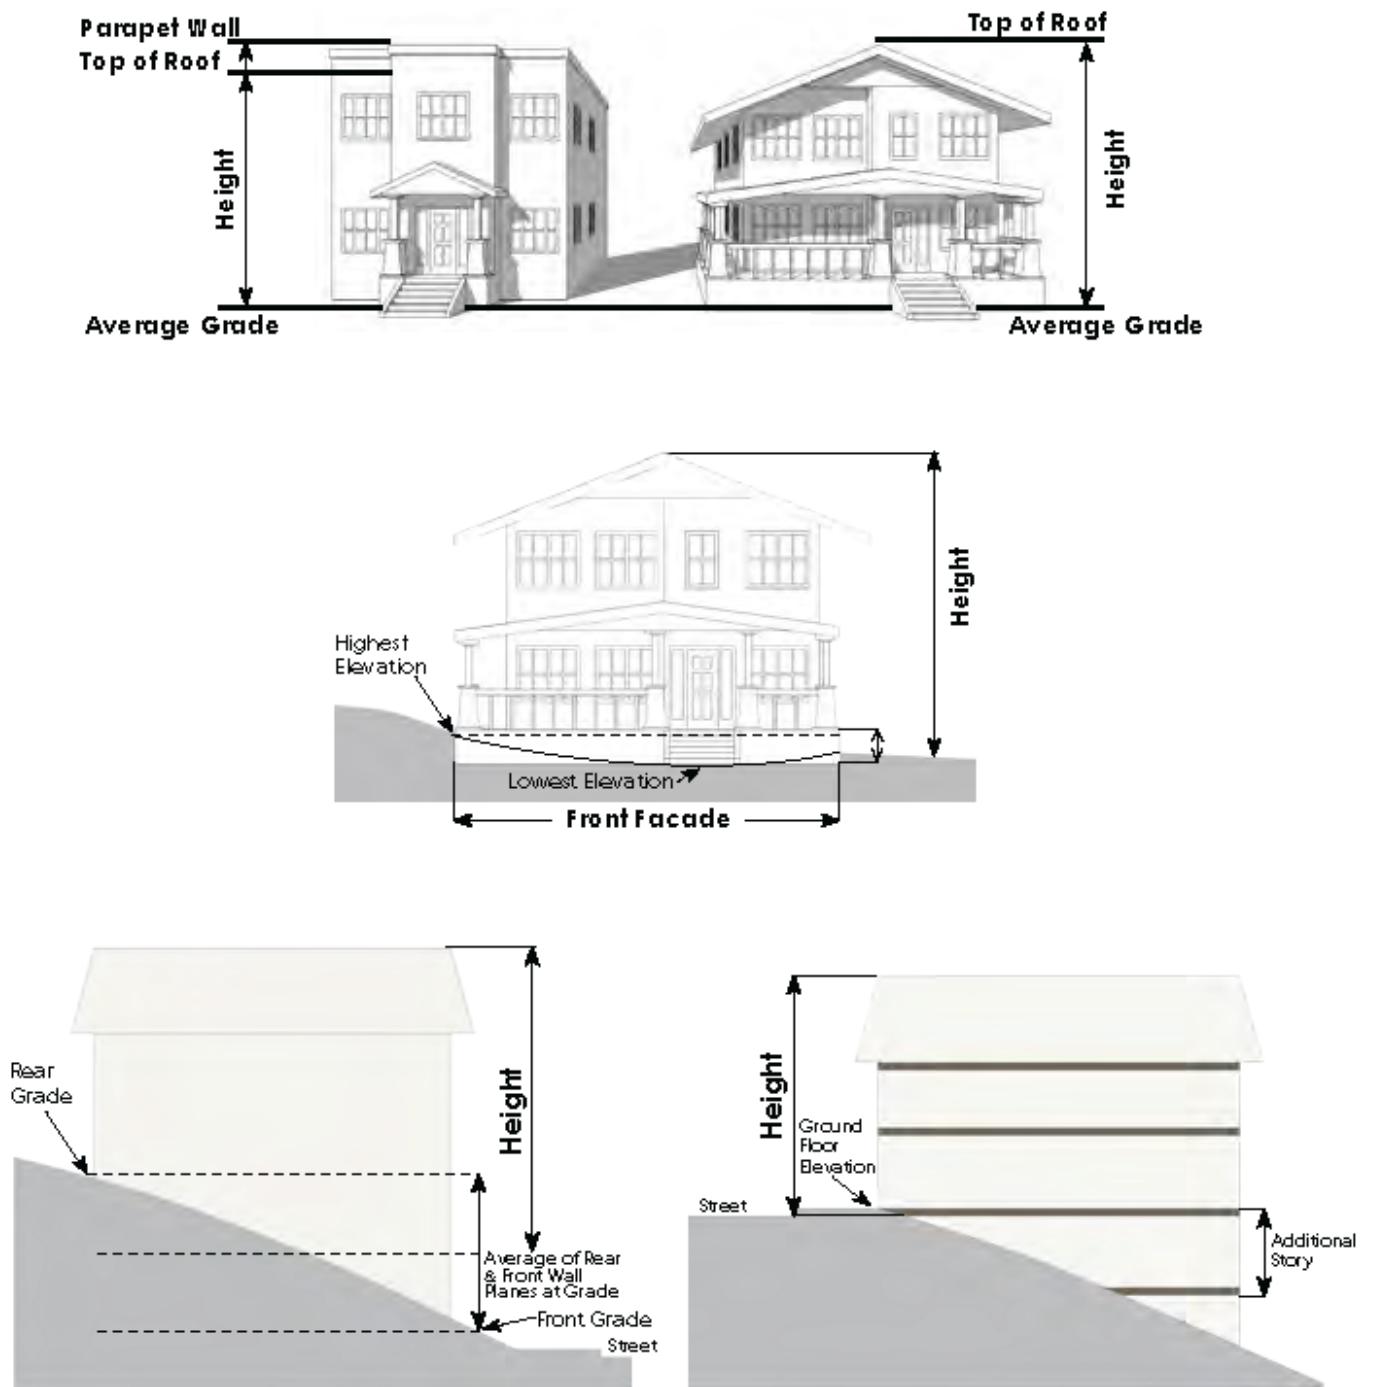 Parapet Wall
Top of Roof
Top of Roof
Height
Height
Average Grade
Average Grade
Height
Highest
Elevation
Lowest Elevation
Front Facade
Rear
Grade
Height
Average of Rear
& Front Wall
Planes at Grade
Front Grade
Street
Height
Ground
Floor
Elevation
Street
Additional
Story